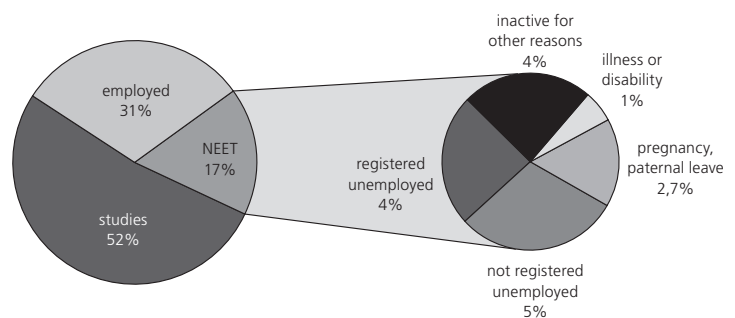 employed
31%
NEET
17%
studies
52%
inactive for
other reasons
4%
illness or
disability
1%
pregnancy,
paternal leave
2,7%
registered
unemployed
4%
not registered
unemployed
5%